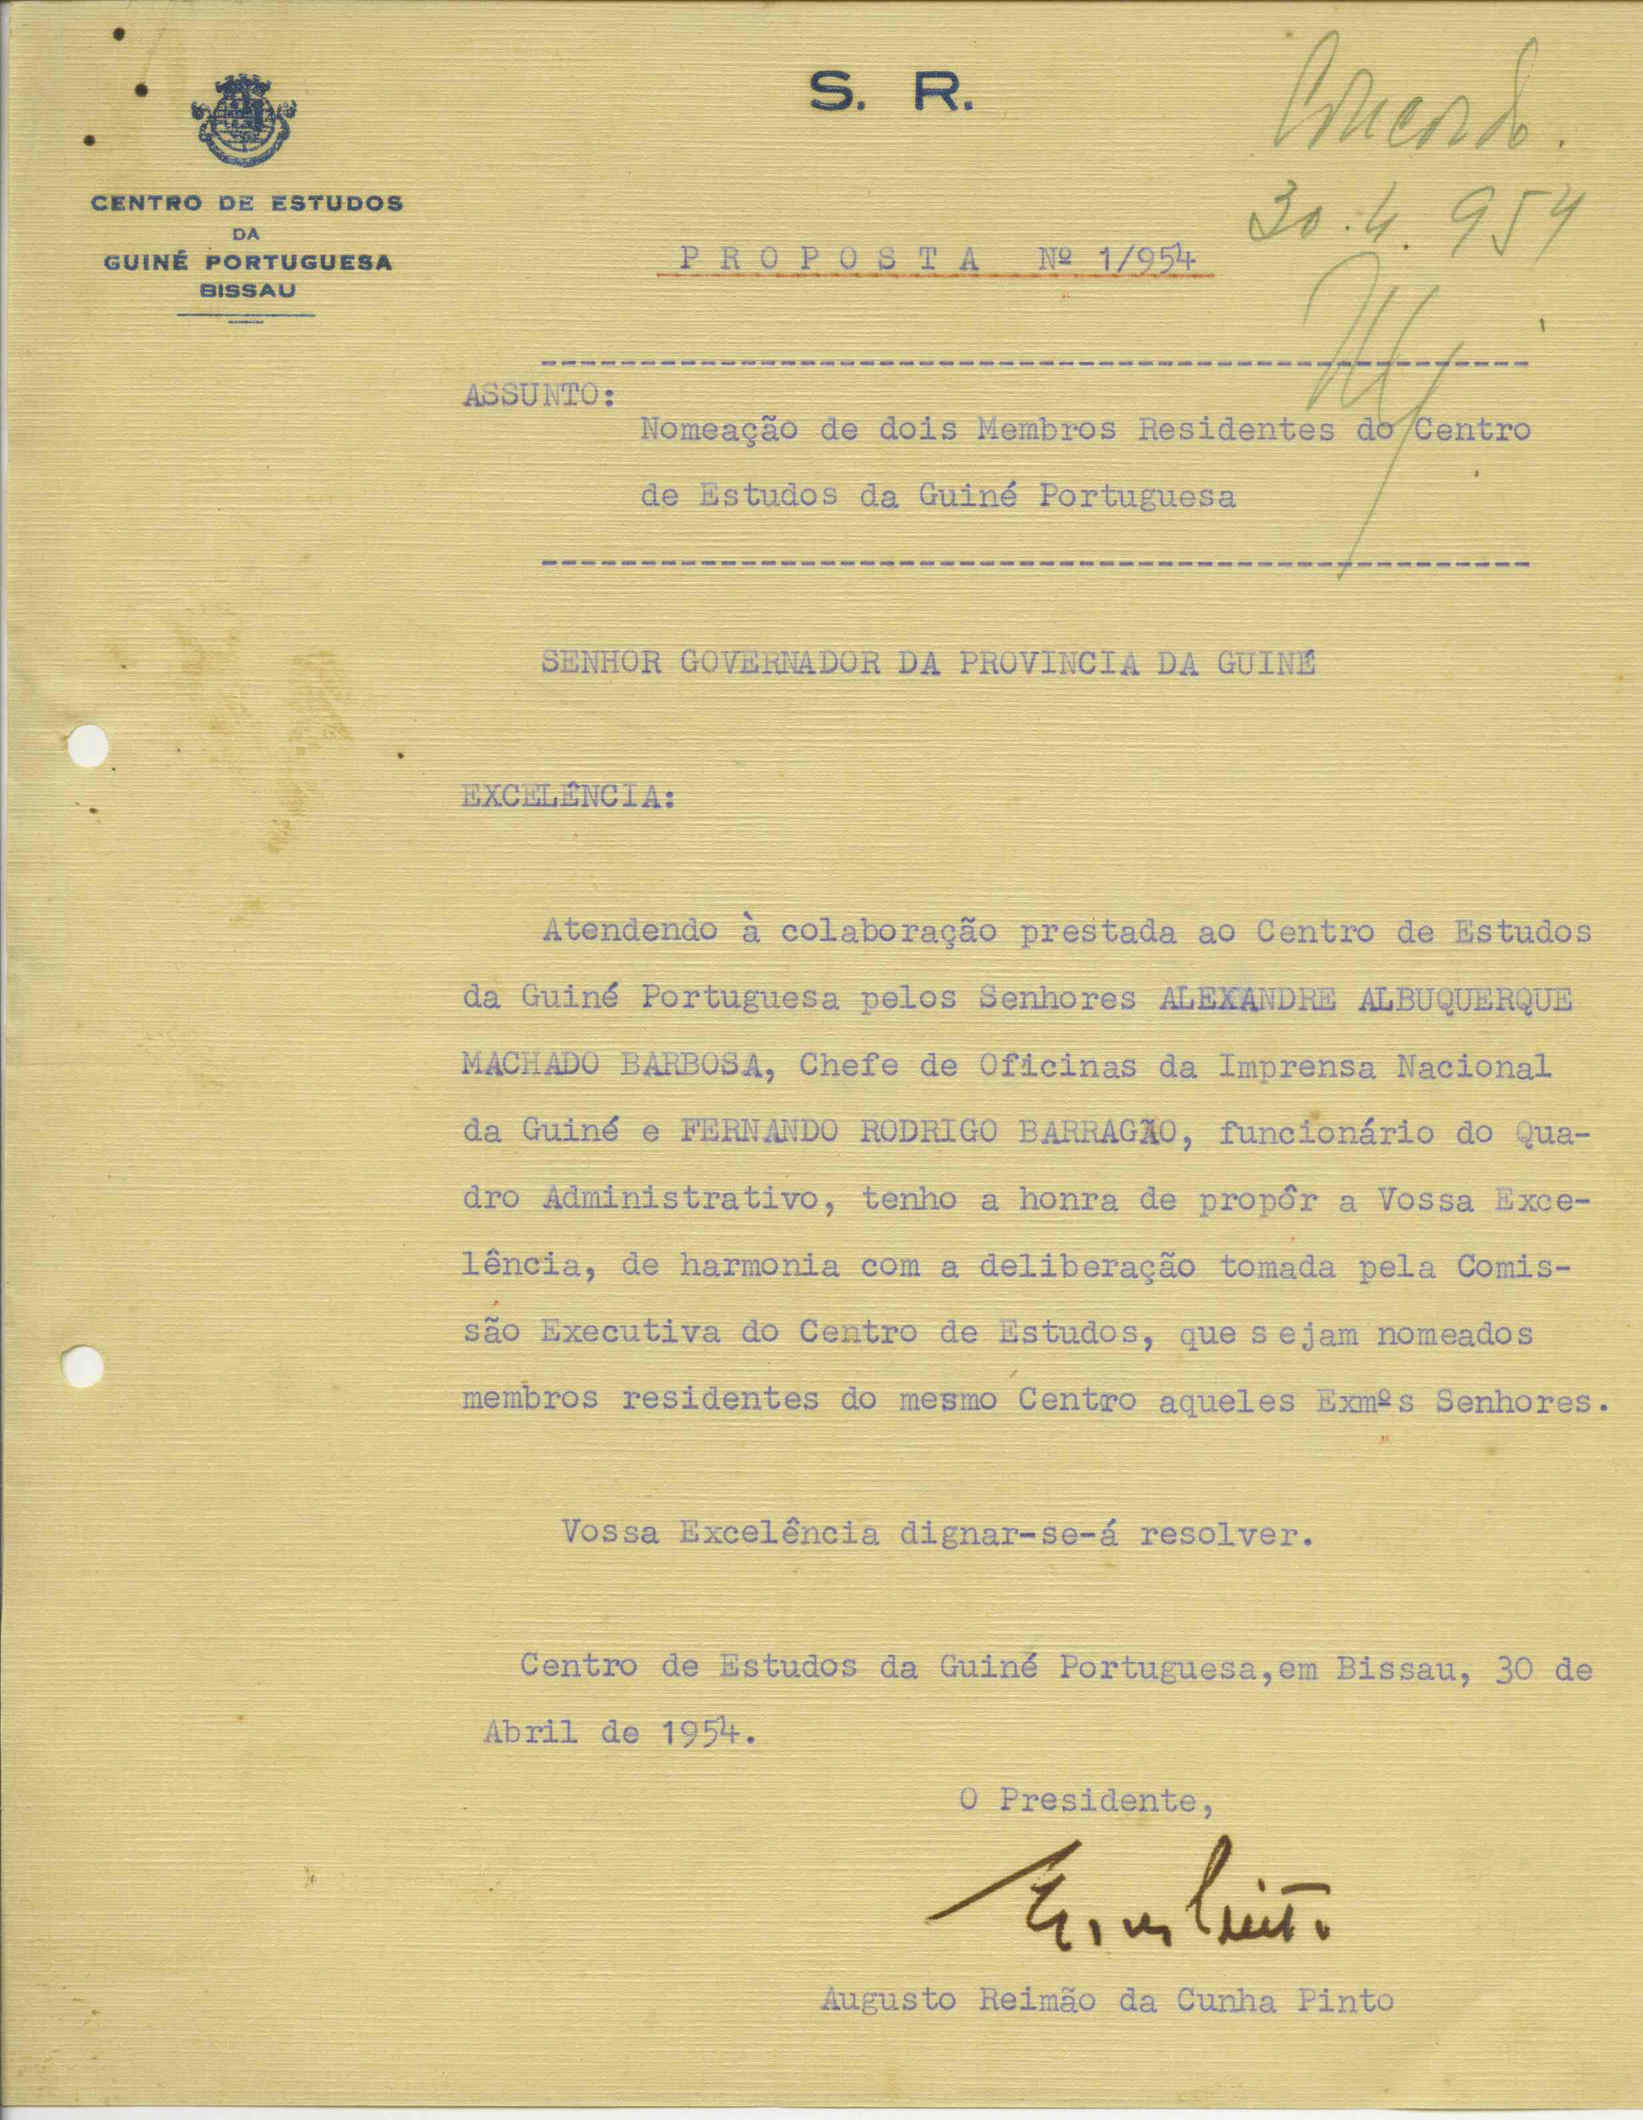 S. R.
Concordo.
30.4.954
CENTRO DE ESTUDOS
DA
GUINÉ PORTUGUESA
BISSAU
PROPOSTA Nº 1/954
ASSUNTO:
Nomeação de dois Membros Residentes do Centro
de Estudos da Guiné Portuguesa
SENHOR GOVERNADOR DA PROVINCIA DA GUINÉ
EXCELÊNCIA:
Atendendo à colaboração prestada ao Centro de Estudos
da Guiné Portuguesa pelos Senhores ALEXANDRE ALBUQUERQUE
MACHADO BARBOSA, Chefe de Oficinas da Imprensa Nacional
da Guiné e FERNANDO RODRIGO BARRAGÃO, funcionário do Qua-
dro Administrativo, tenho a honra de propôr a Vossa Exce-
lência, de harmonia com a deliberação tomada pela Comis-
são Executiva do Centro de Estudos, que sejam nomeados
membros residentes do mesmo Centro aqueles Exmºs Senhores.
Vossa Excelência dignar-se-á resolver.
Centro de Estudos da Guiné Portuguesa,em Bissau, 30 de
Abril de 1954.
O Presidente,
Augusto Reimão da Cunha Pinto